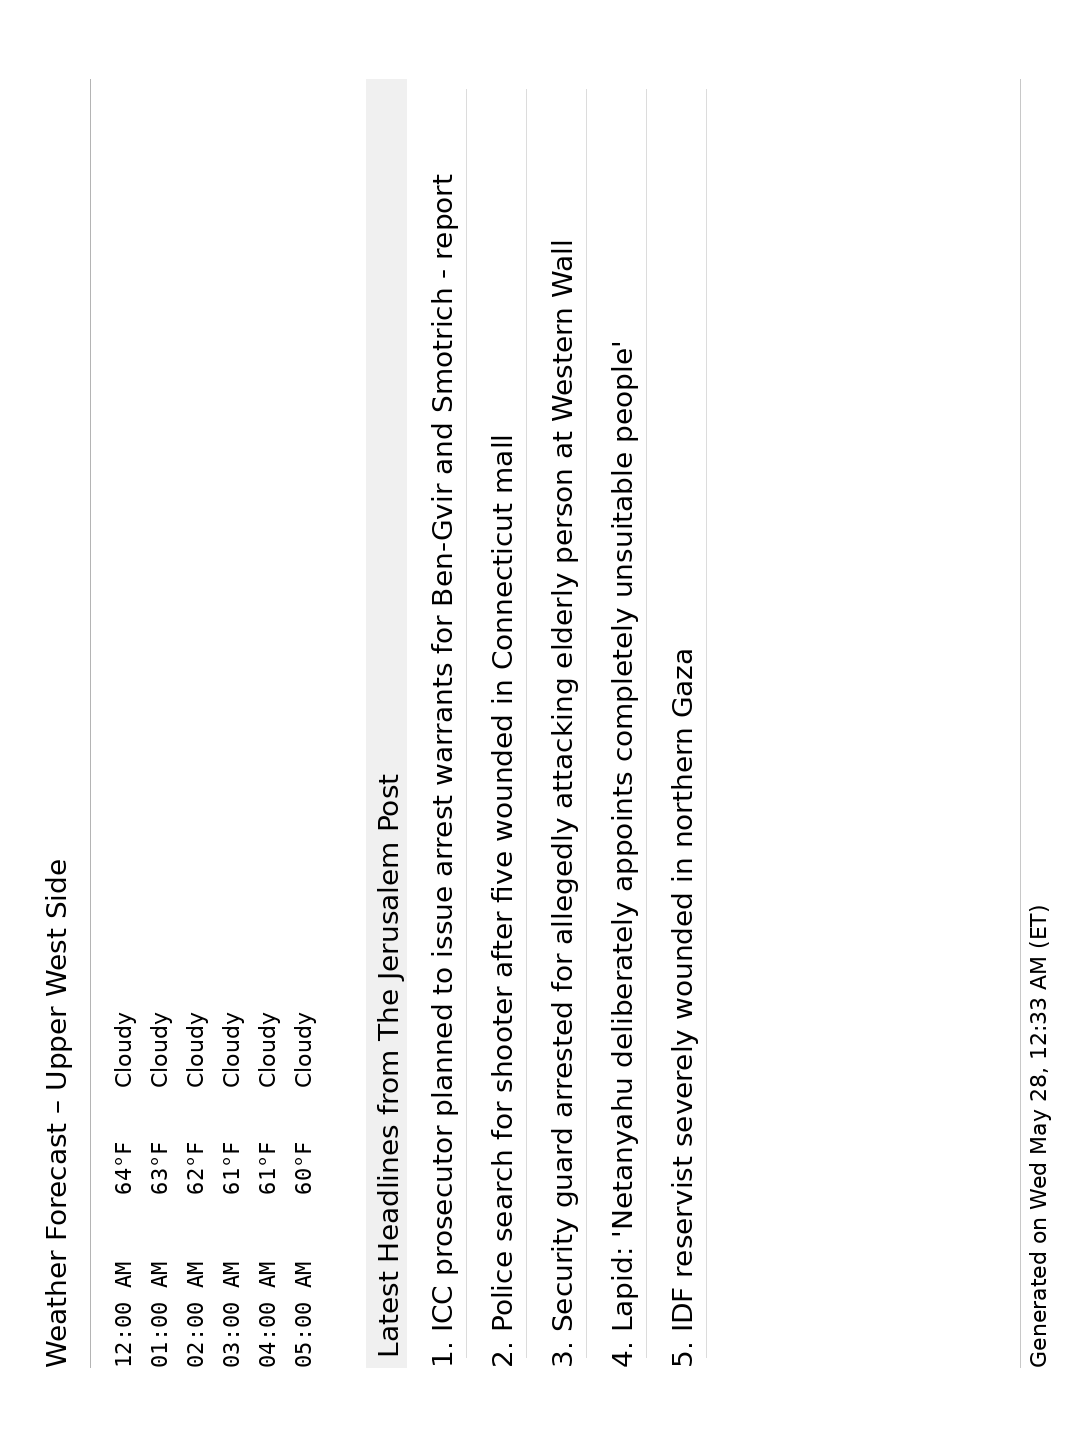 Weather Forecast – Upper West Side
12:00 AM 64°F Cloudy
01:00 AM 63°F Cloudy
02:00 AM 62°F Cloudy
03:00 AM 61°F Cloudy
04:00 AM 61°F Cloudy
05:00 AM 60°F Cloudy
Latest Headlines from The Jerusalem Post
1. ICC prosecutor planned to issue arrest warrants for Ben-Gvir and Smotrich - report
2. Police search for shooter after five wounded in Connecticut mall
3. Security guard arrested for allegedly attacking elderly person at Western Wall
4. Lapid: 'Netanyahu deliberately appoints completely unsuitable people'
5. IDF reservist severely wounded in northern Gaza
Generated on Wed May 28, 12:33 AM (ET)